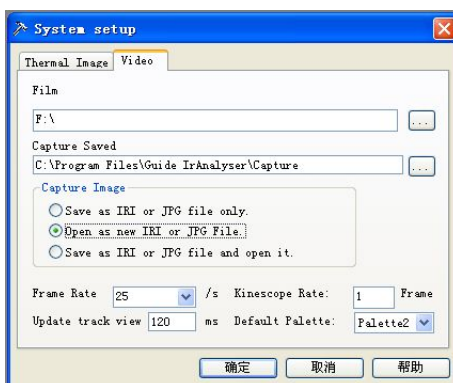 System setup
Thermal Image Video
Film
F:\
...
Capture Saved
C:\Program Files\Guide IrAnalyser\Capture
...
Capture Image
Save as IRI or JPG file only.
Open as new IRI or JPG File.
Save as IRI or JPG file and open it.
Frame Rate 25 /s Kinescope Rate: 1 Frame
Update track view 120 ms Default Palette: Palette2
确定 取消 帮助